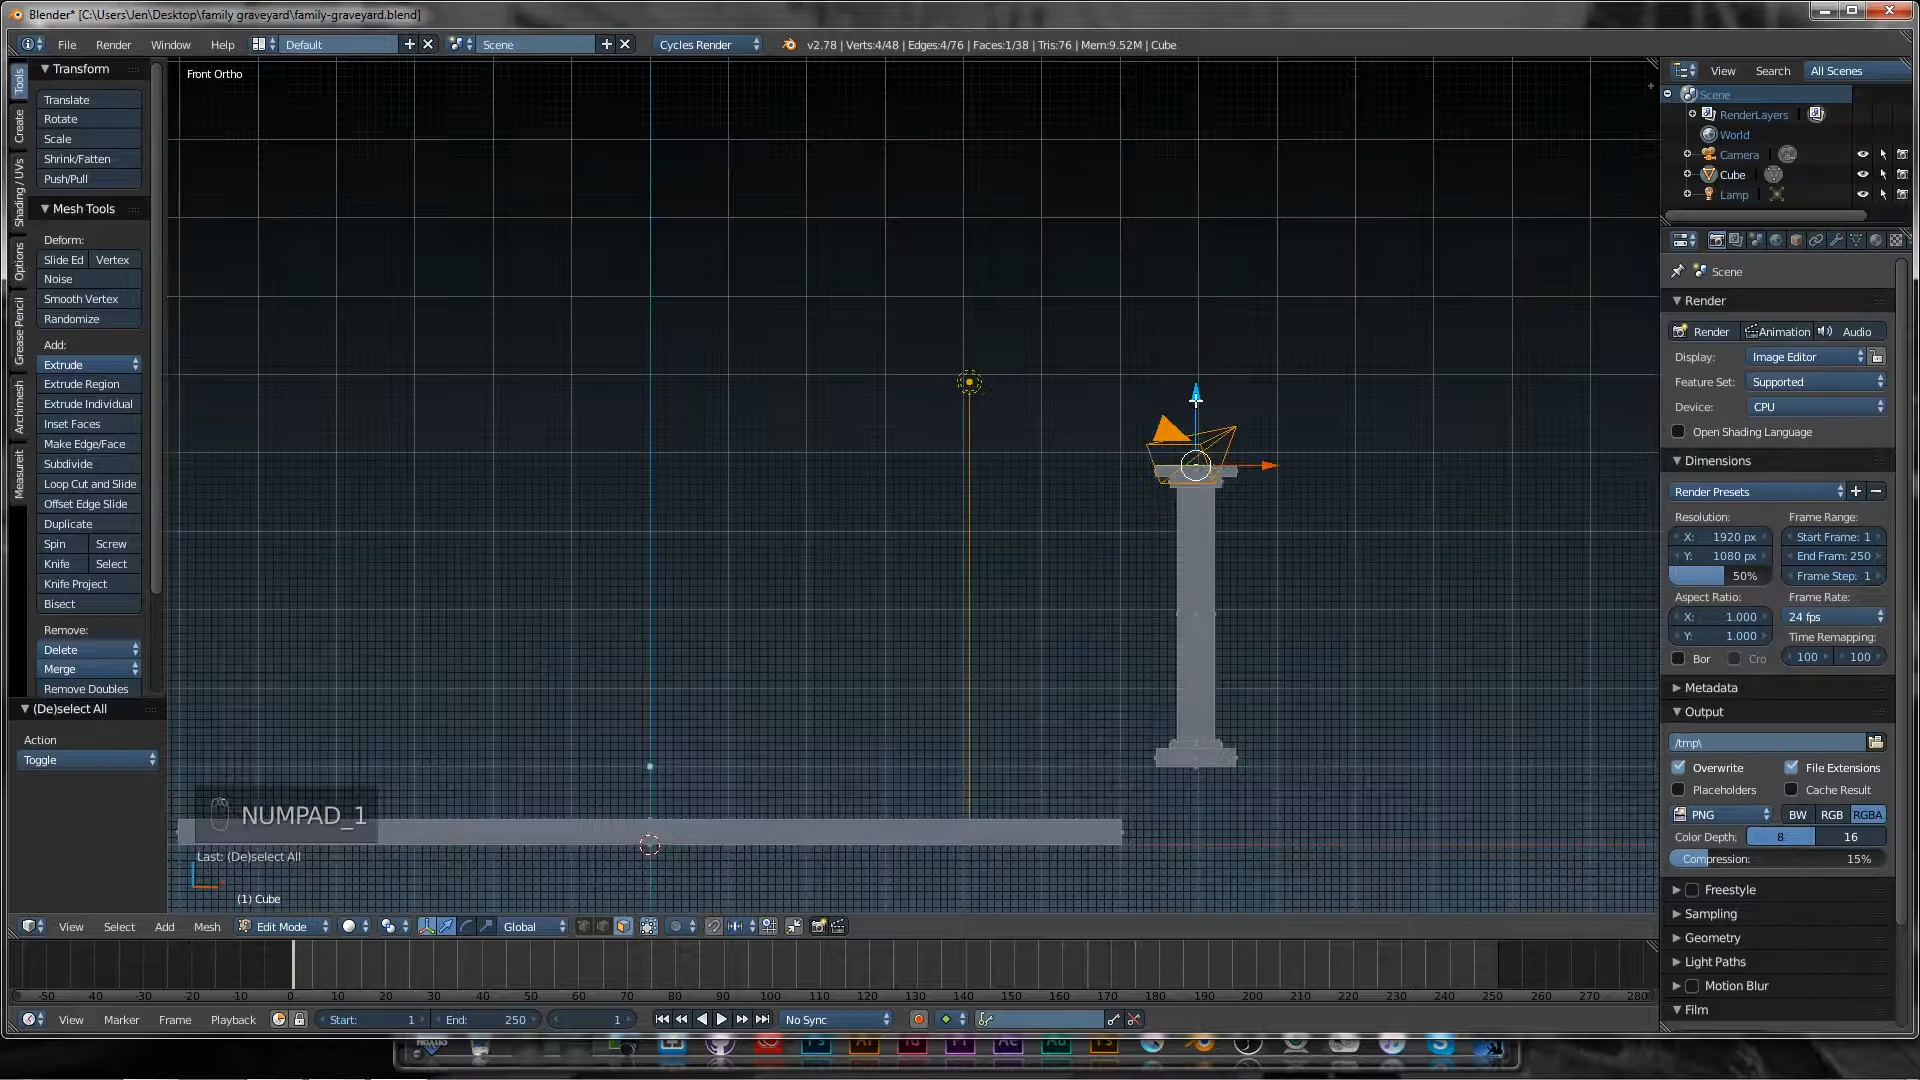 Blender* [C:\Users\Jen\Desktop\family graveyard\family-graveyard.blend]
File Render Window Help Default Scene Cycles Render v2.78 | Verts:4/48 | Edges:4/76 | Faces:1/38 | Tris:76 | Mem:9.52M | Cube
Tools
Create
Shading / UVs
Options
Grease Pencil
Archimesh
Measureit
Transform
Translate
Rotate
Scale
Shrink/Fatten
Push/Pull
Mesh Tools
Deform:
Slide Ed Vertex
Noise
Smooth Vertex
Randomize
Add:
Extrude
Extrude Region
Extrude Individual
Inset Faces
Make Edge/Face
Subdivide
Loop Cut and Slide
Offset Edge Slide
Duplicate
Spin Screw
Knife Select
Knife Project
Bisect
Remove:
Delete
Merge
Remove Doubles
(De)select All
Action
Toggle
Front Ortho
NUMPAD_1
Last: (De)select All
(1) Cube
View Select Add Mesh Edit Mode Global
-50 -40 -30 -20 -10 0 10 20 30 40 50 60 70 80 90 100 110 120 130 140 150 160 170 180 190 200 210 220 230 240 250 260 270 280
View Marker Frame Playback Start: 1 End: 250 1 No Sync
View Search All Scenes
Scene
RenderLayers
World
Camera
Cube
Lamp
Scene
Render
Render Animation Audio
Display: Image Editor
Feature Set: Supported
Device: CPU
Open Shading Language
Dimensions
Render Presets
Resolution: Frame Range:
X: 1920 px Start Frame: 1
Y: 1080 px End Fram: 250
50% Frame Step: 1
Aspect Ratio: Frame Rate:
X: 1.000 24 fps
Y: 1.000 Time Remapping:
Bor Cro 100 100
Metadata
Output
/tmp\
Overwrite File Extensions
Placeholders Cache Result
PNG BW RGB RGBA
Color Depth: 8 16
Compression: 15%
Freestyle
Sampling
Geometry
Light Paths
Motion Blur
Film